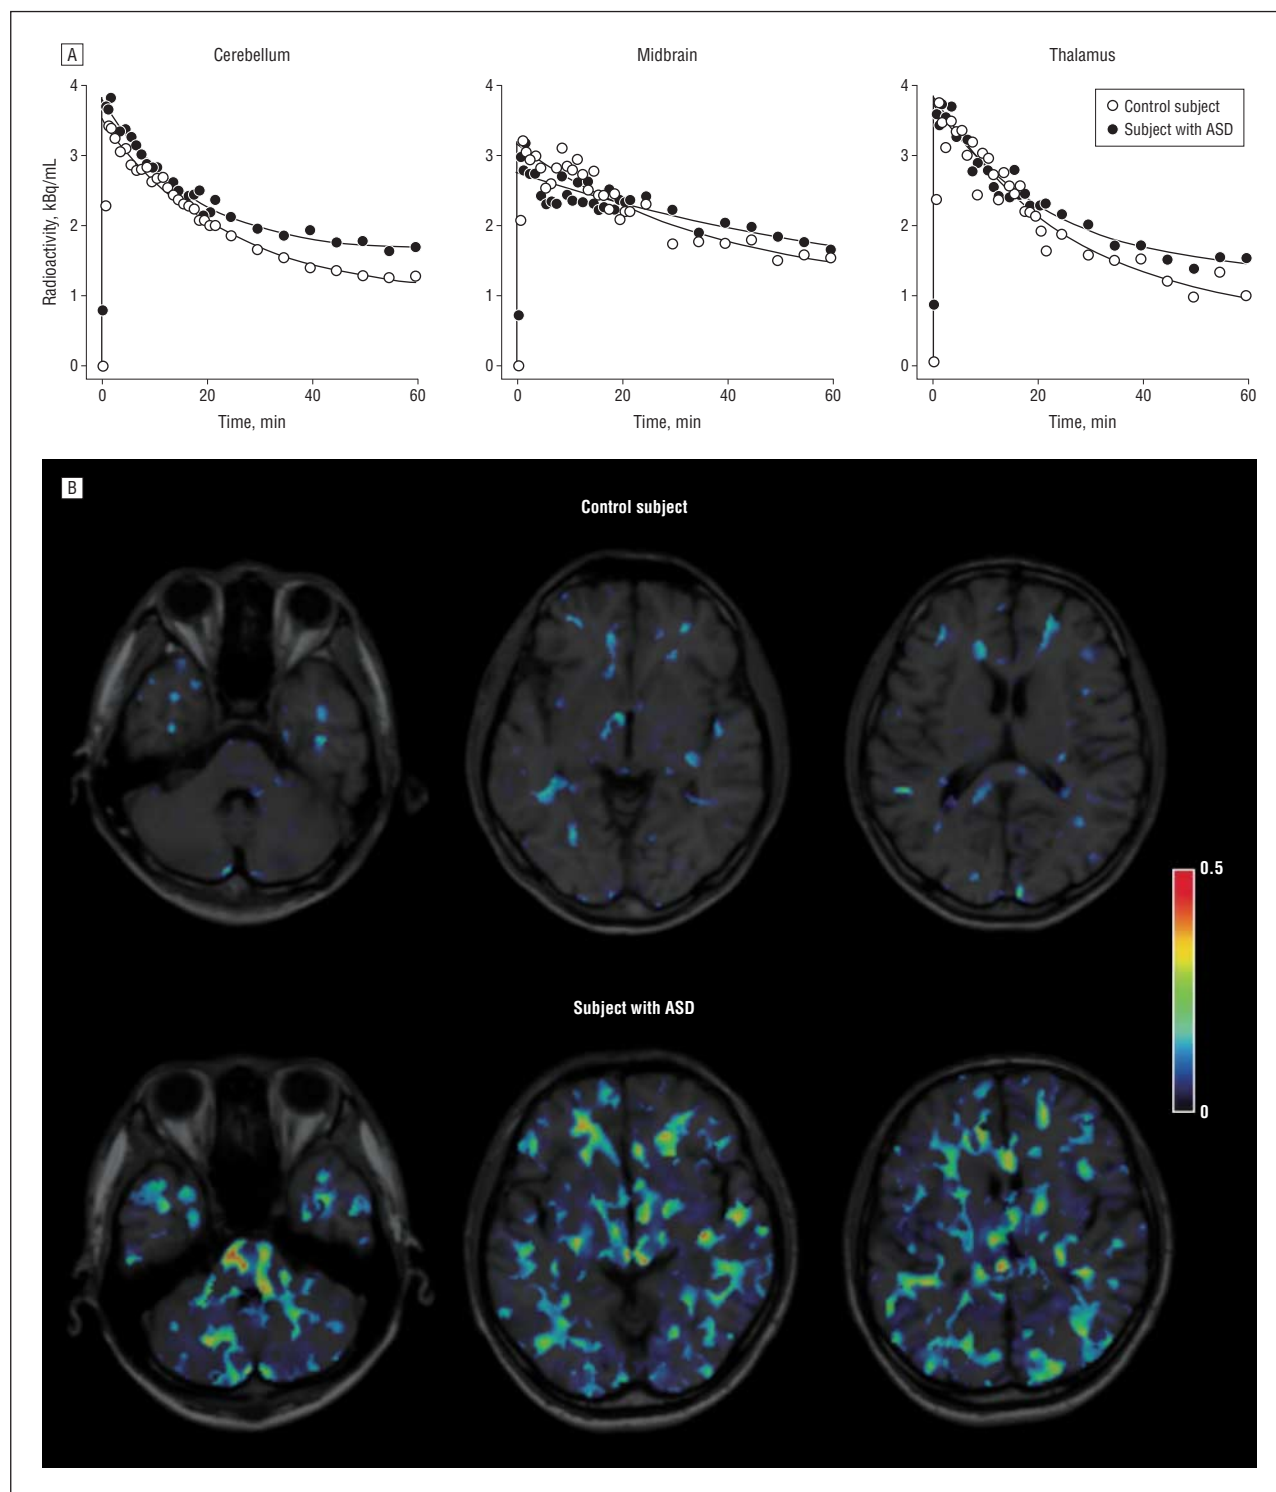 A
Cerebellum
Midbrain
Thalamus
Control subject
Subject with ASD
Radioactivity, kBq/mL
4
3
2
1
0
0 20 40 60
Time, min
4
3
2
1
0
0 20 40 60
Time, min
4
3
2
1
0
0 20 40 60
Time, min
B
Control subject
0.5
0
Subject with ASD